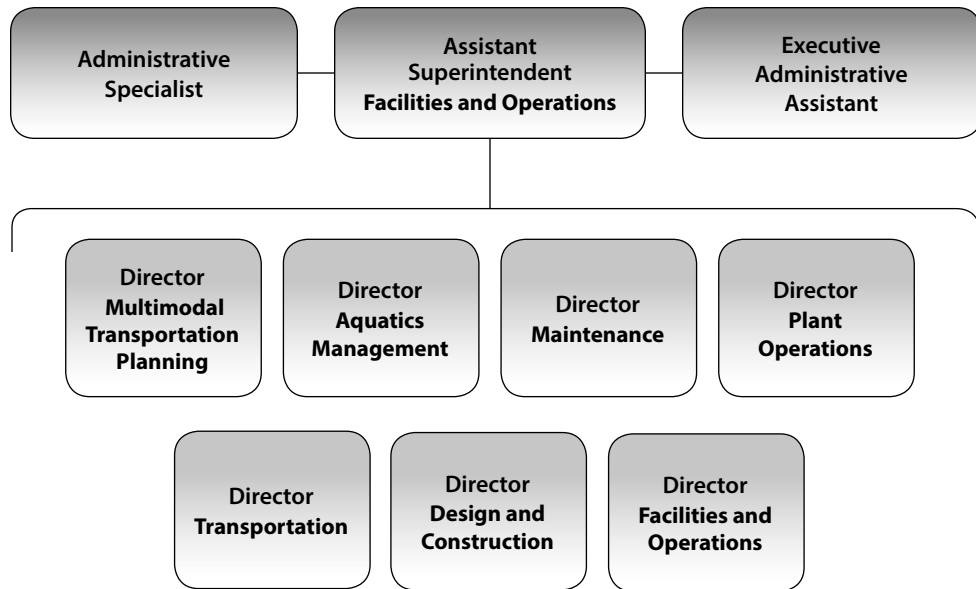 Administrative
Specialist
Assistant
Superintendent
Facilities and Operations
Executive
Administrative
Assistant
Director
Multimodal
Transportation
Planning
Director
Aquatics
Management
Director
Maintenance
Director
Plant
Operations
Director
Transportation
Director
Design and
Construction
Director
Facilities and
Operations